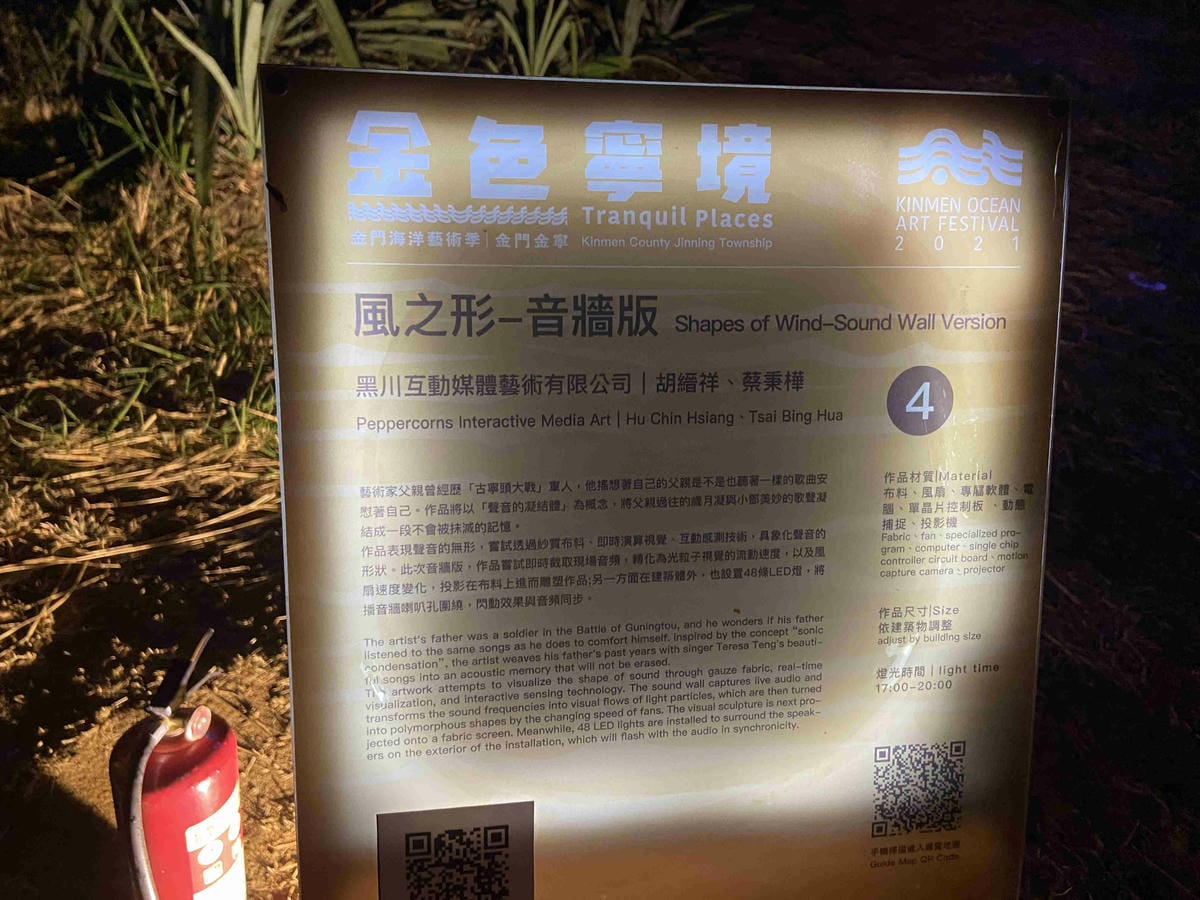 金色寧境
Tranquil Places
金門海洋藝術季｜金門金寧 Kinmen County Jinning Township
KINMEN OCEAN
ART FESTIVAL
2 0 2 1
風之形－音牆版 Shapes of Wind–Sound Wall Version
黑川互動媒體藝術有限公司｜胡縉祥、蔡秉樺
Peppercorns Interactive Media Art | Hu Chin Hsiang、Tsai Bing Hua
4
藝術家父親曾經歷「古寧頭大戰」軍人，他搖想著自己的父親是不是也聽著一樣的歌曲安
慰著自己。作品將以「聲音的凝結體」為概念，將父親過往的歲月凝與小鄧美妙的歌聲凝
結成一段不會被抹滅的記憶。
作品表現聲音的無形，嘗試透過紗質布料、即時演算視覺、互動感測技術，具象化聲音的
形狀。此次音牆版，作品嘗試即時截取現場音頻，轉化為光粒子視覺的流動速度，以及風
扇速度變化，投影在布料上進而雕塑作品;另一方面在建築體外，也設置48條LED燈，將
播音牆喇叭孔圍繞，閃動效果與音頻同步。
The artist's father was a soldier in the Battle of Guningtou, and he wonders if his father
listened to the same songs as he does to comfort himself. Inspired by the concept "sonic
condensation", the artist weaves his father's past years with singer Teresa Teng's beauti-
ful songs into an acoustic memory that will not be erased.
The artwork attempts to visualize the shape of sound through gauze fabric, real-time
visualization, and interactive sensing technology. The sound wall captures live audio and
transforms the sound frequencies into visual flows of light particles, which are then turned
into polymorphous shapes by the changing speed of fans. The visual sculpture is next pro-
jected onto a fabric screen. Meanwhile, 48 LED lights are installed to surround the speak-
ers on the exterior of the installation, which will flash with the audio in synchronicity.
作品材質|Material
布料、風扇、專屬軟體、電
腦、單晶片控制板、動態
捕捉、投影機
Fabric、fan、specialized pro-
gram、computer、single chip
controller circuit board、motion
capture camera、projector
作品尺寸|Size
依建築物調整
adjust by building size
燈光時間｜light time
17:00-20:00
手機掃描進入導覽地圖
Guide Map QR Code